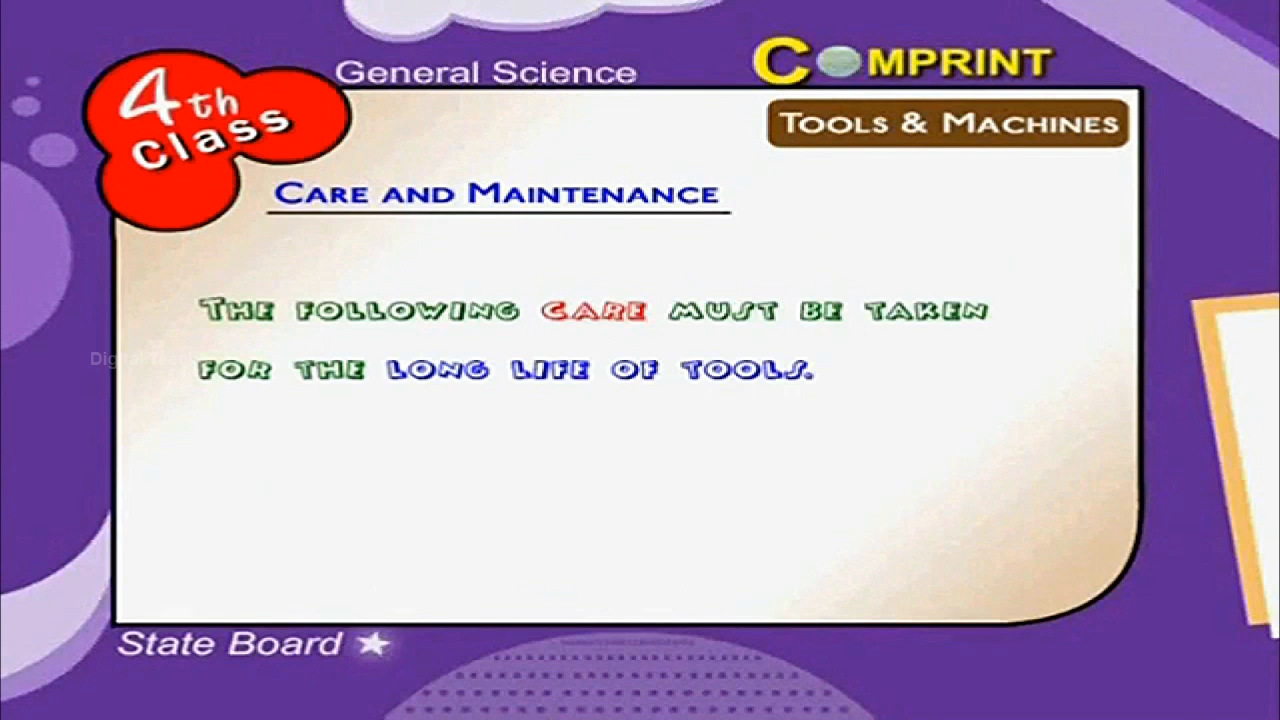 General Science
COMPRINT
4th
Class
TOOLS & MACHINES
CARE AND MAINTENANCE
THE FOLLOWING CARE MUST BE TAKEN
FOR THE LONG LIFE OF TOOLS.
State Board